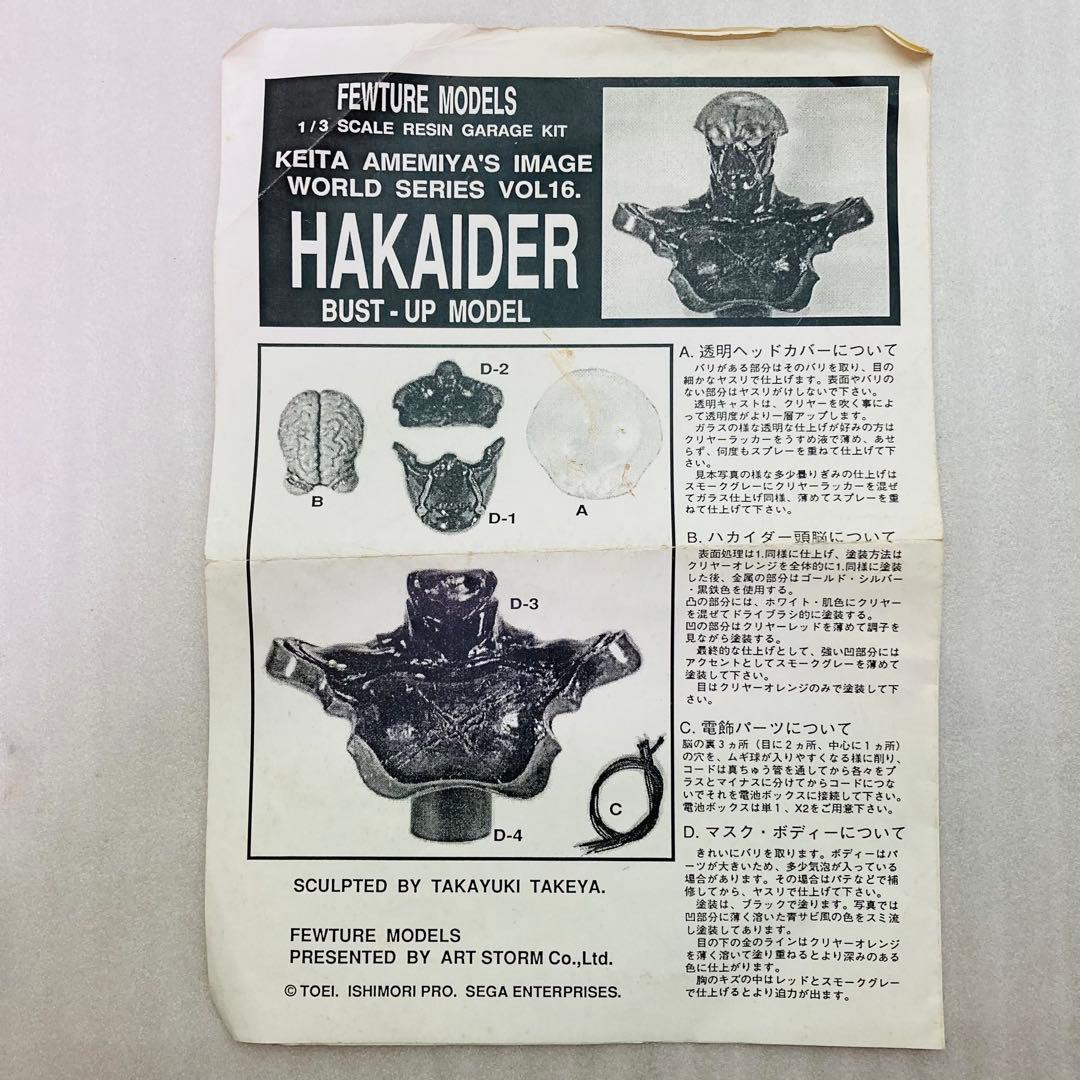 FEWTURE MODELS
1/3 SCALE RESIN GARAGE KIT
KEITA AMEMIYA'S IMAGE
WORLD SERIES VOL16.
HAKAIDER
BUST-UP MODEL
B
D-2
D-1
A
D-3
C
D-4
SCULPTED BY TAKAYUKI TAKEYA.
FEWTURE MODELS
PRESENTED BY ART STORM Co.,Ltd.
© TOEI. ISHIMORI PRO. SEGA ENTERPRISES.
A. 透明ヘッドカバーについて
バリがある部分はそのバリを取り、目の
細かなヤスリで仕上げます。表面やバリの
ない部分はヤスリがけしないで下さい。
透明キャストは、クリヤーを吹く事によ
って透明度がより一層アップします。
ガラスの様な透明な仕上げが好みの方は
クリヤーラッカーをうすめ液で薄め、あせ
らず、何度もスプレーを重ねて仕上げて下
さい。
見本写真の様な多少曇りぎみの仕上げは
スモークグレーにクリヤーラッカーを混ぜ
てガラス仕上げ同様、薄めてスプレーを重
ねて仕上げて下さい。
B. ハカイダー頭脳について
表面処理は1.同様に仕上げ、塗装方法は
クリヤーオレンジを全体的に1.同様に塗装
した後、金属の部分はゴールド・シルバー
・黒鉄色を使用する。
凸の部分には、ホワイト・肌色にクリヤー
を混ぜてドライブラシ的に塗装する。
凹の部分はクリヤーレッドを薄めて調子を
見ながら塗装する。
最終的な仕上げとして、強い凹部分には
アクセントとしてスモークグレーを薄めて
塗装して下さい。
目はクリヤーオレンジのみで塗装して下
さい。
C. 電飾パーツについて
脳の裏3ヵ所（目に2ヵ所、中心に1ヵ所）
の穴を、ムギ球が入りやすくなる様に削り、
コードは真ちゅう管を通してから各々をプ
ラスとマイナスに分けてからコードにつな
いでそれを電池ボックスに接続して下さい。
電池ボックスは単1、X2をご用意下さい。
D. マスク・ボディーについて
きれいにバリを取ります。ボディーはパ
ーツが大きいため、多少気泡が入っている
場合があります。その場合はパテなどで補
修してから、ヤスリで仕上げて下さい。
塗装は、ブラックで塗ります。写真では
凹部分に薄く溶いた青サビ風の色をスミ流
し塗装してあります。
目の下の金のラインはクリヤーオレンジ
を薄く溶いて塗り重ねるとより深みのある
色に仕上がります。
胸のキズの中はレッドとスモークグレー
で仕上げるとより迫力が出ます。